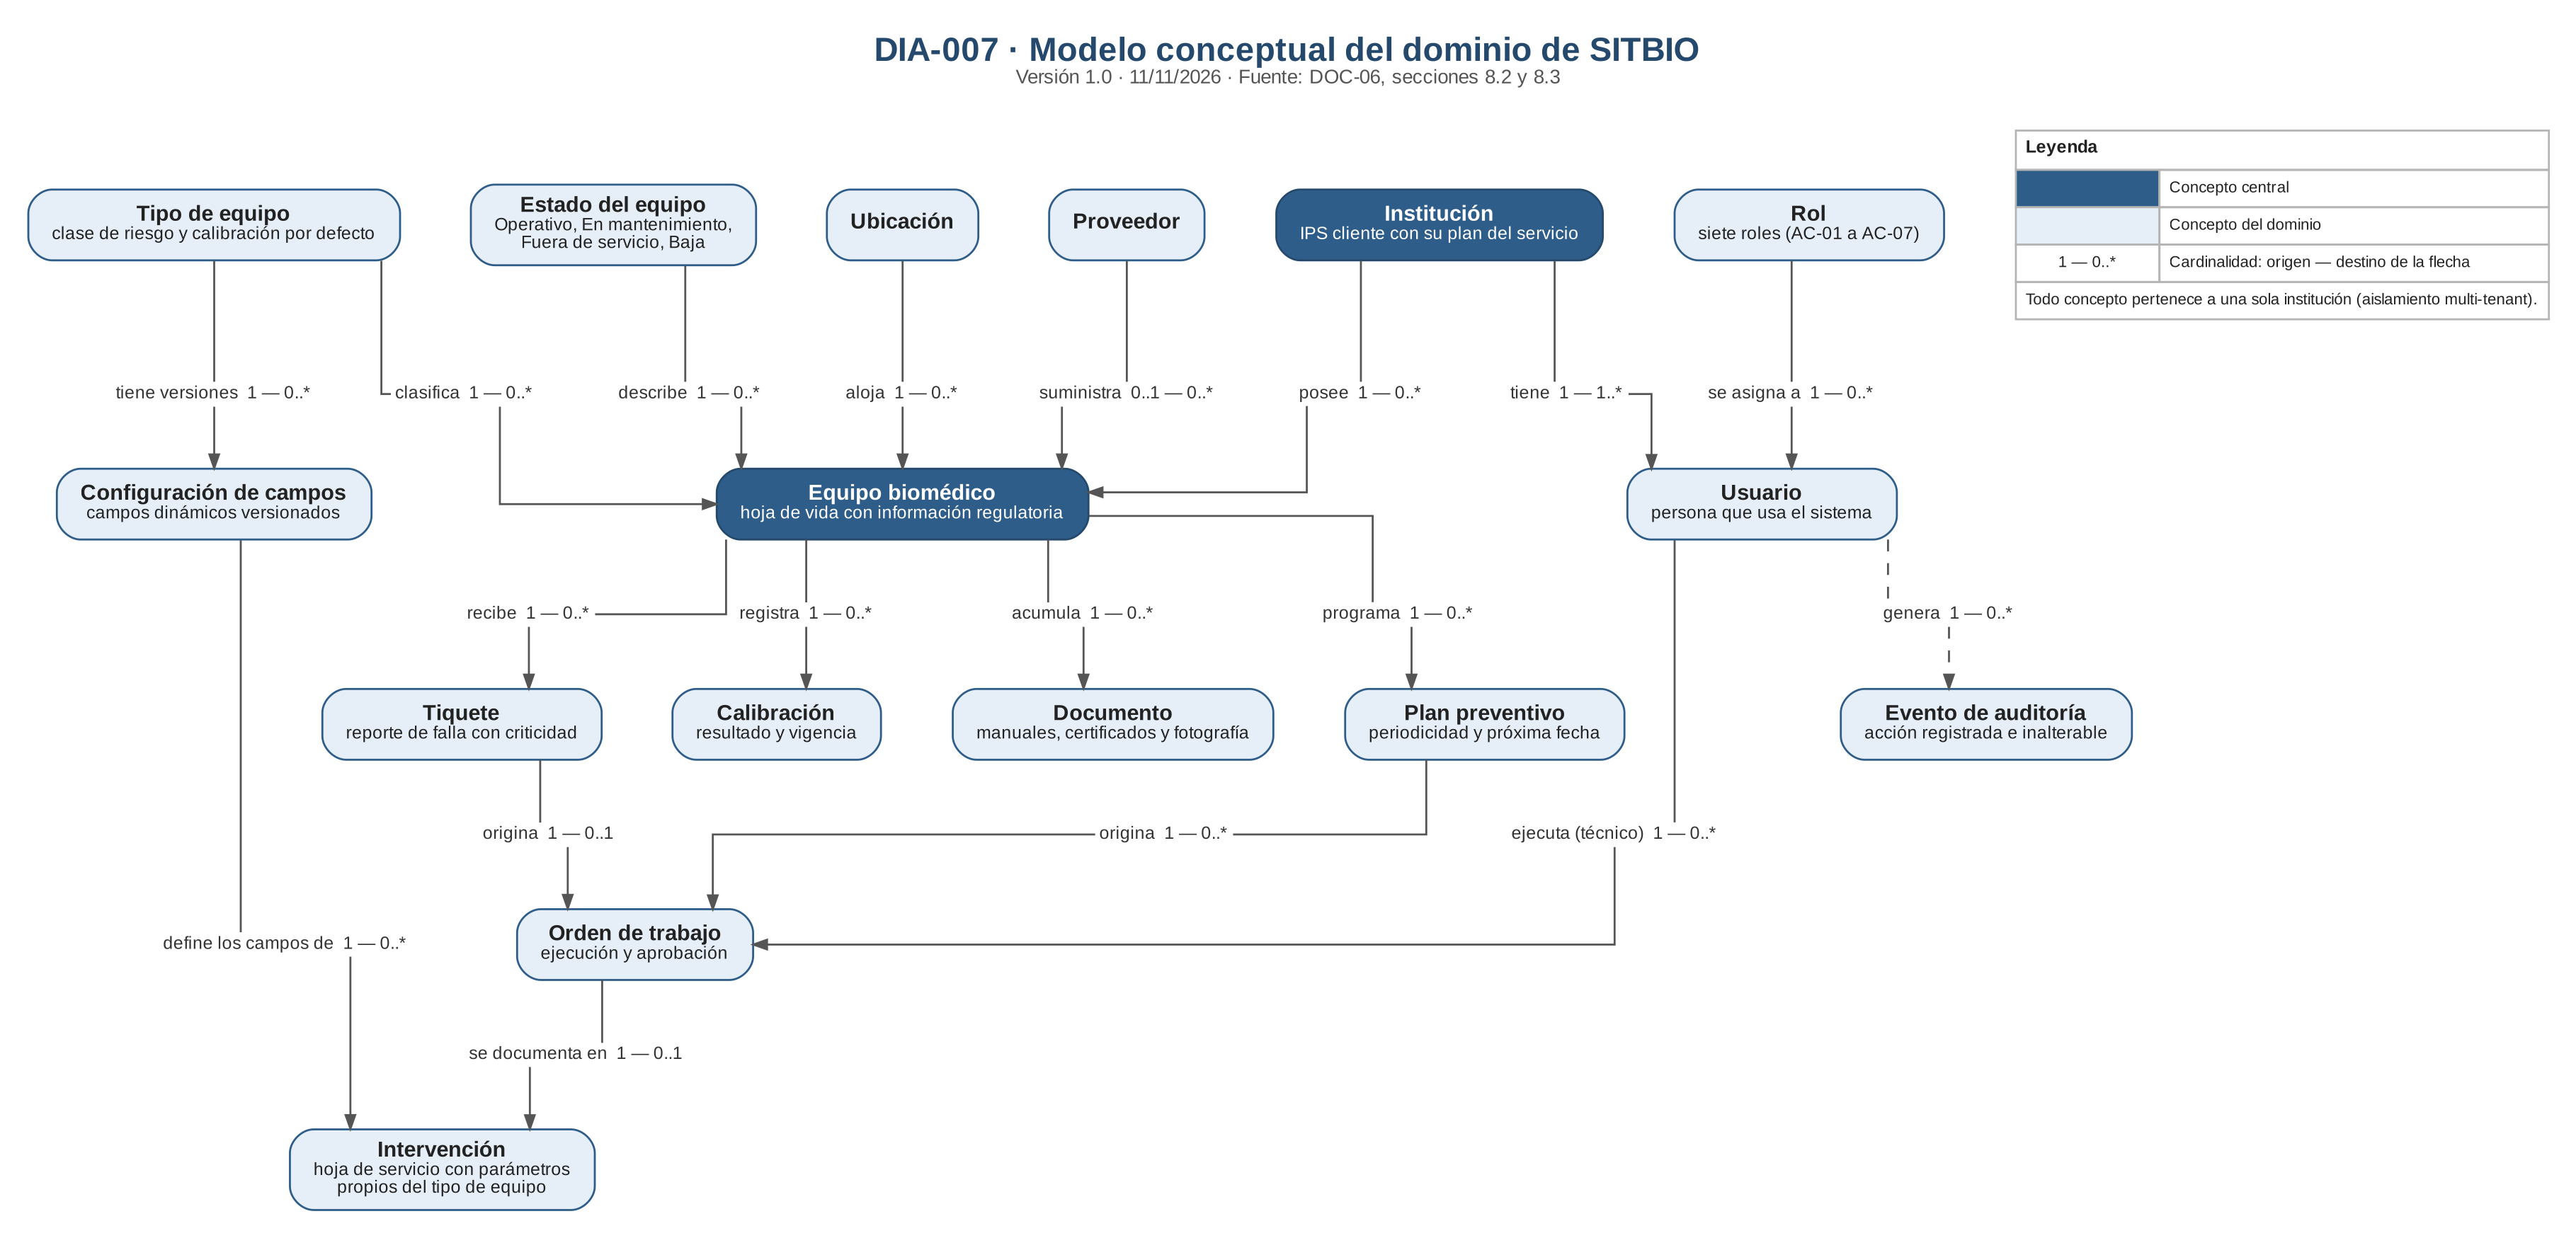 DIA-007 · Modelo conceptual del dominio de SITBIO
Versión 1.0 · 11/11/2026 · Fuente: DOC-06, secciones 8.2 y 8.3
Leyenda
Concepto central
Concepto del dominio
1 — 0..* Cardinalidad: origen — destino de la flecha
Todo concepto pertenece a una sola institución (aislamiento multi-tenant).
Tipo de equipo
clase de riesgo y calibración por defecto
Estado del equipo
Operativo, En mantenimiento,
Fuera de servicio, Baja
Ubicación
Proveedor
Institución
IPS cliente con su plan del servicio
Rol
siete roles (AC-01 a AC-07)
tiene versiones 1 — 0..*
clasifica 1 — 0..*
describe 1 — 0..*
aloja 1 — 0..*
suministra 0..1 — 0..*
posee 1 — 0..*
tiene 1 — 1..*
se asigna a 1 — 0..*
Configuración de campos
campos dinámicos versionados
Equipo biomédico
hoja de vida con información regulatoria
Usuario
persona que usa el sistema
recibe 1 — 0..*
registra 1 — 0..*
acumula 1 — 0..*
programa 1 — 0..*
genera 1 — 0..*
Tiquete
reporte de falla con criticidad
Calibración
resultado y vigencia
Documento
manuales, certificados y fotografía
Plan preventivo
periodicidad y próxima fecha
Evento de auditoría
acción registrada e inalterable
origina 1 — 0..1
origina 1 — 0..*
ejecuta (técnico) 1 — 0..*
define los campos de 1 — 0..*
Orden de trabajo
ejecución y aprobación
se documenta en 1 — 0..1
Intervención
hoja de servicio con parámetros
propios del tipo de equipo